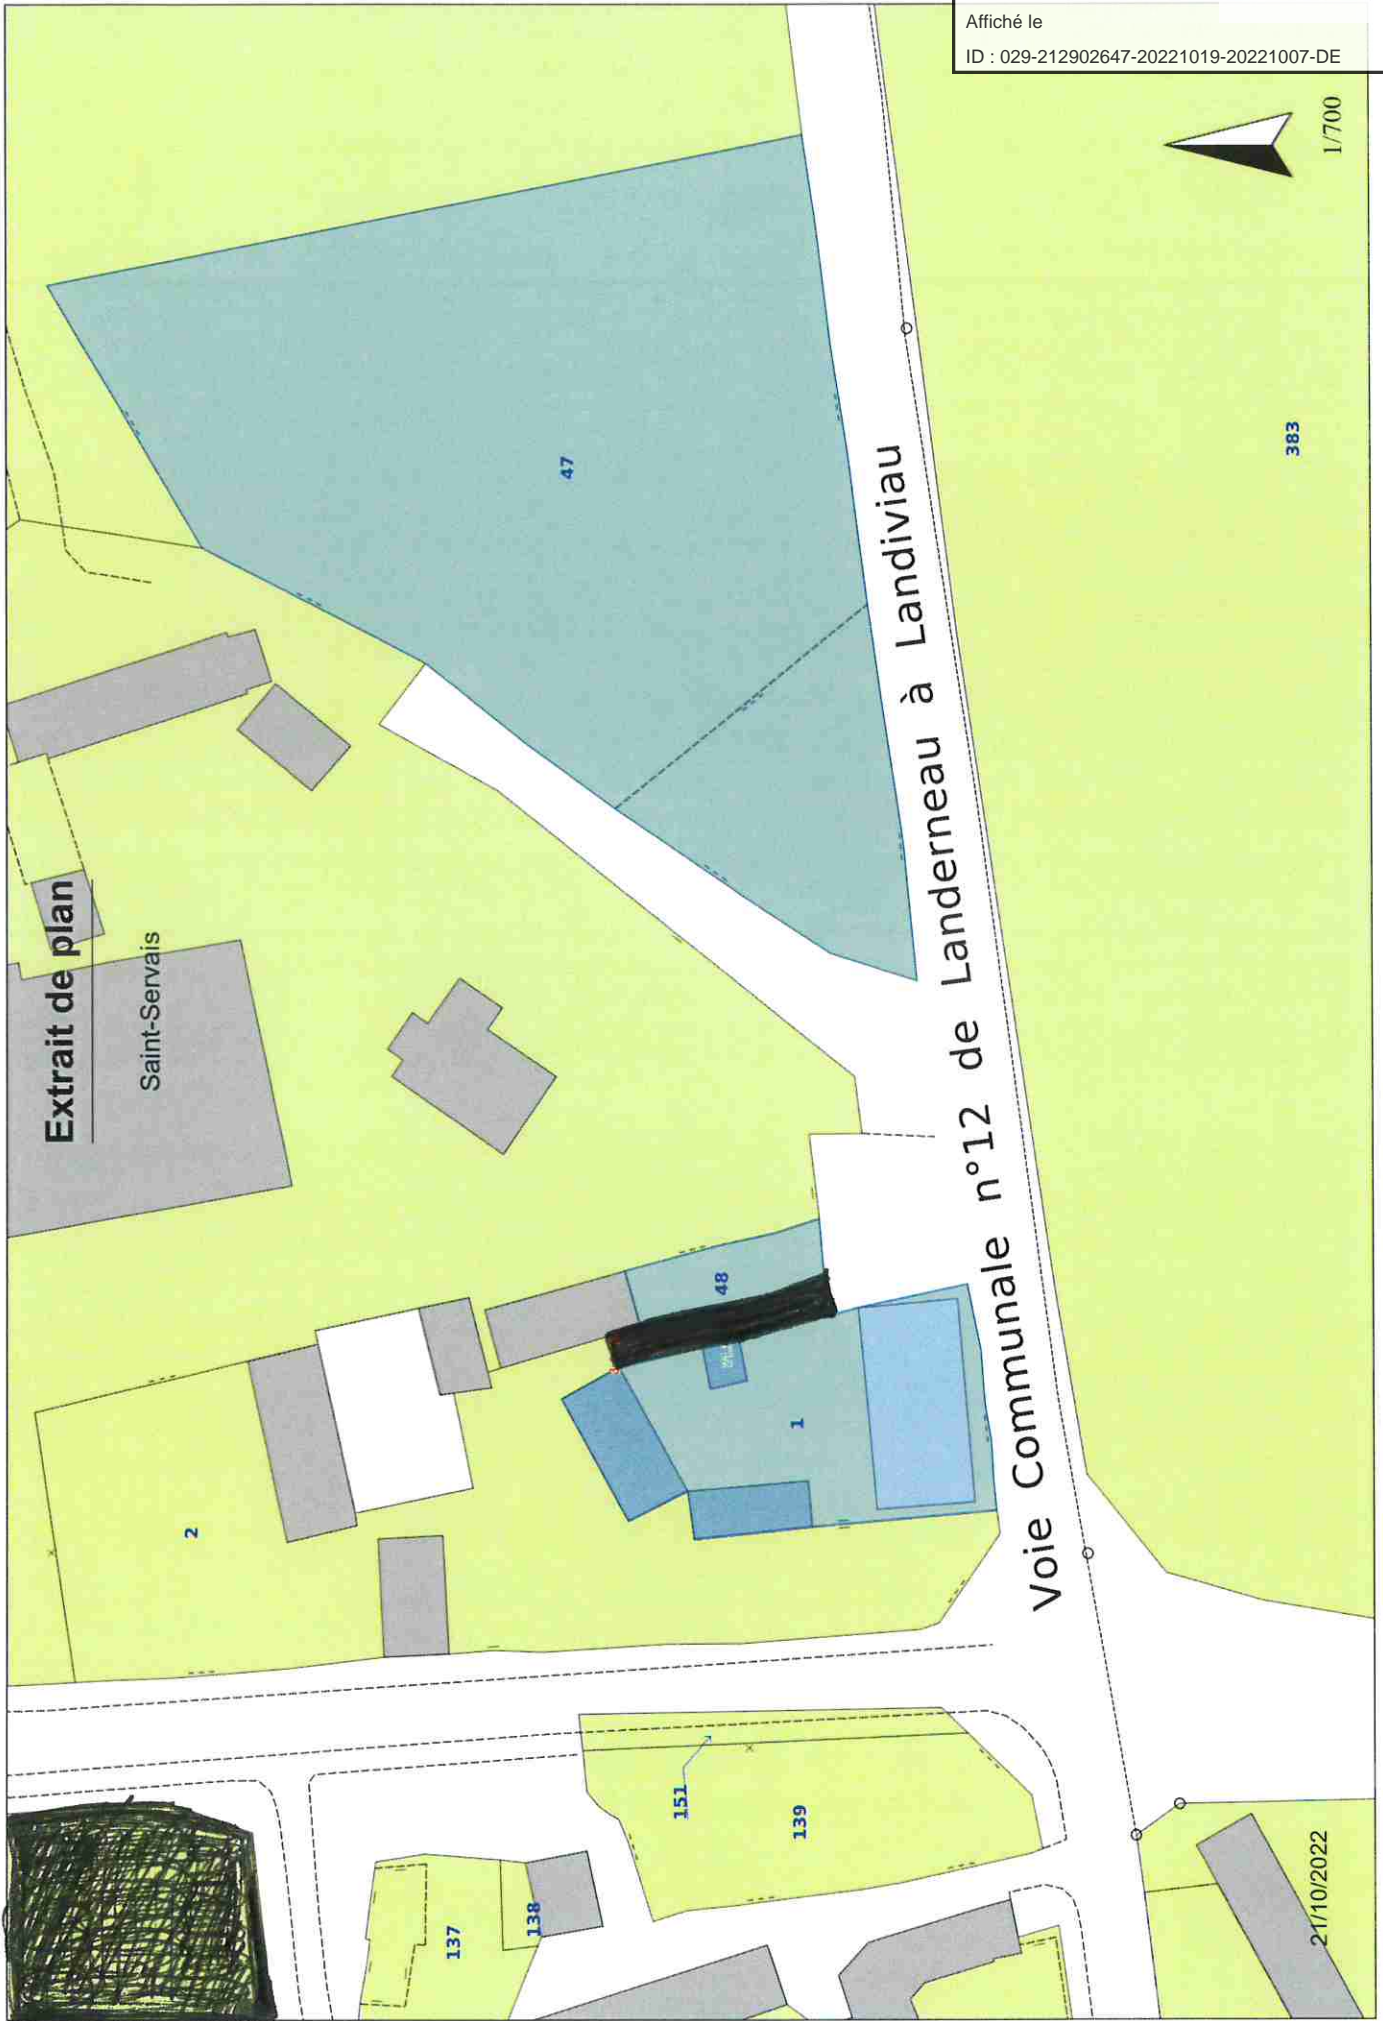 Affiché le
ID : 029-212902647-20221019-20221007-DE
Extrait de plan
Saint-Servais
1/700
47
383
48
1
2
Voie Communale n°12 de Landerneau à Landiviau
151
139
137
138
21/10/2022